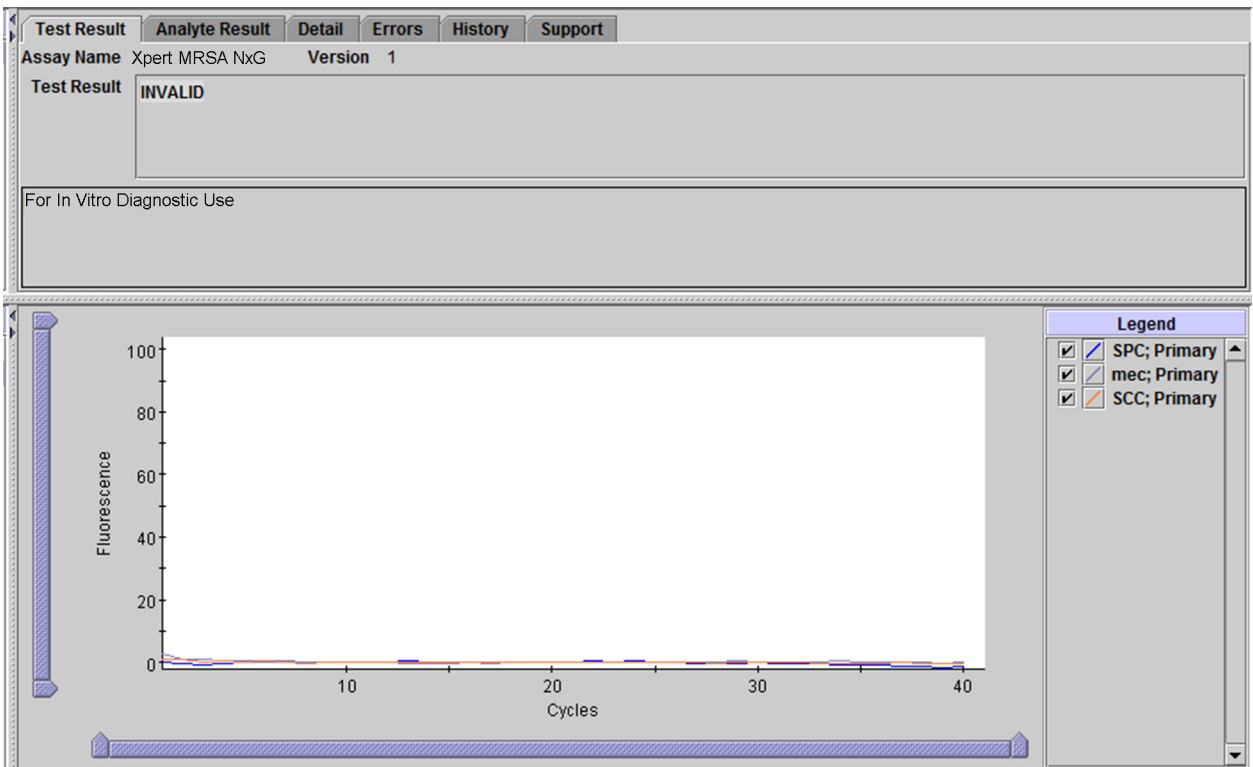 Test Result Analyte Result Detail Errors History Support
Assay Name Xpert MRSA NxG Version 1
Test Result INVALID
For In Vitro Diagnostic Use
Legend
SPC; Primary
mec; Primary
SCC; Primary
100
80
60
40
20
0
Fluorescence
10 20 30 40
Cycles